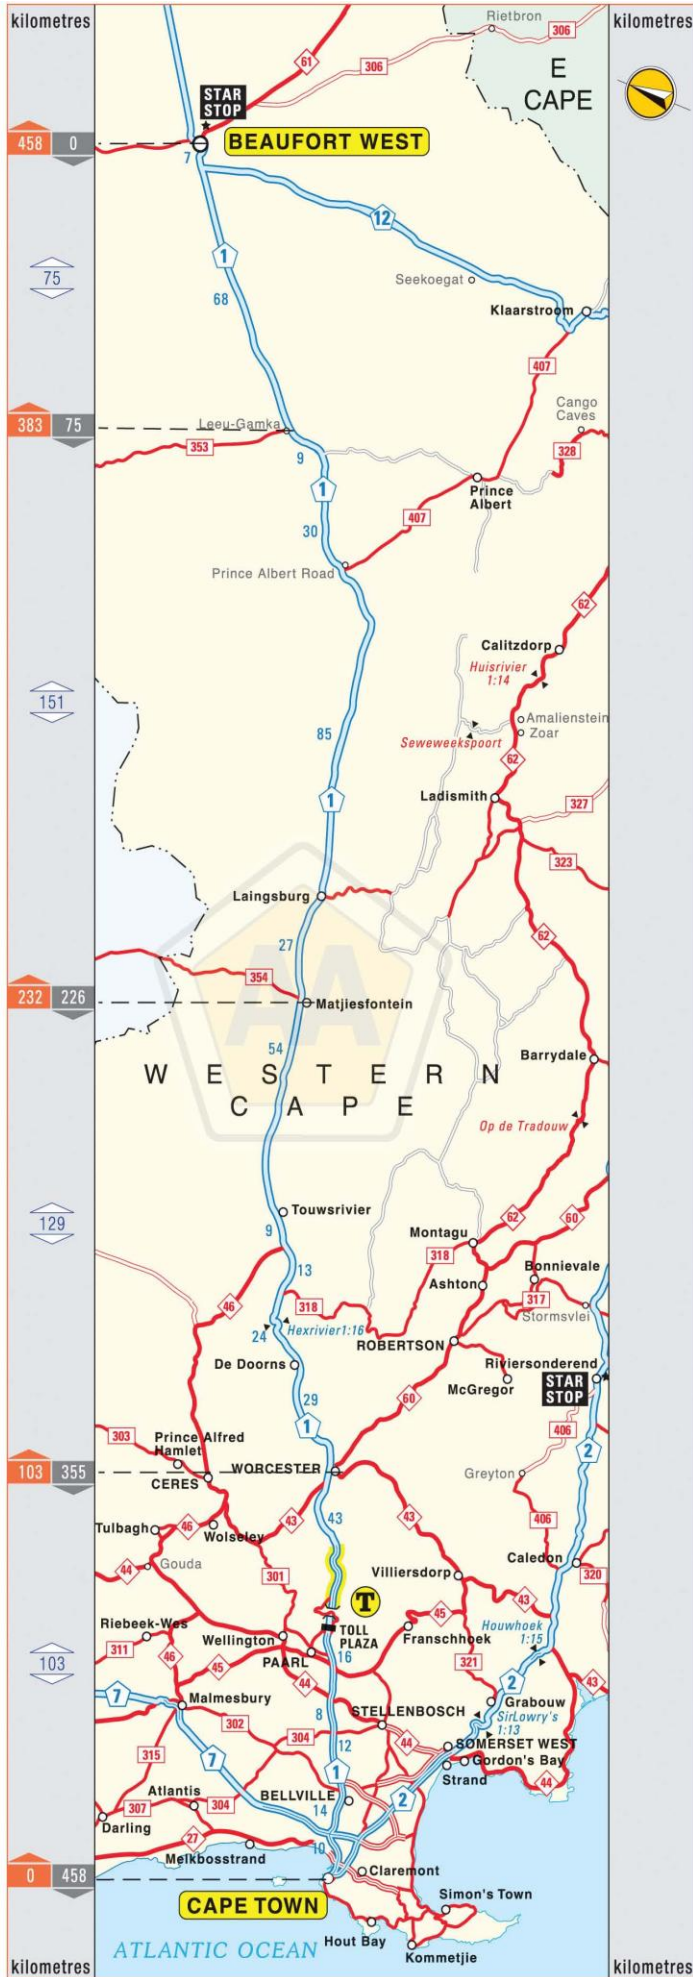 kilometres
kilometres
Rietbron
306
61
306
E
CAPE
STAR
STOP
458 0
BEAUFORT WEST
7
12
1
75
Seekoegat
68
Klaarstroom
407
Cango
Caves
383 75
Leeu-Gamka
353
9
328
1
Prince
Albert
407
30
Prince Albert Road
62
Calitzdorp
Huisrivier
1:14
151
Amalienstein
Zoar
85
Seweweekspoort
62
1
Ladismith
327
323
Laingsburg
AA
62
27
354
232 226
Matjiesfontein
54
Barrydale
WESTERN
CAPE
Op de Tradouw
Touwsrivier
129
62
60
9
Montagu
318
13
Bonnievale
Ashton
46
318
317
Stormsvlei
24
Hexrivier1:16
ROBERTSON
De Doorns
Riviersonderend
McGregor
STAR
STOP
29
60
1
406
303
Prince Alfred
Hamlet
2
103 355
WORCESTER
Greyton
CERES
43
43
43
406
Tulbagh
46
Wolseley
Caledon
44
Gouda
301
Villiersdorp
320
T
43
45
Riebeek-Wes
TOLL
PLAZA
Franschhoek
Houwhoek
1:15
311
Wellington
103
46
45
PAARL
16
321
43
44
2
7
Malmesbury
8
Grabouw
302
STELLENBOSCH
SirLowry's
1:13
304
44
315
7
12
SOMERSET WEST
Gordon's Bay
1
Strand
44
Atlantis
BELLVILLE
2
307
304
14
Darling
27
10
Melkbosstrand
Claremont
0 458
CAPE TOWN
Simon's Town
ATLANTIC OCEAN
Hout Bay
Kommetjie
kilometres
kilometres